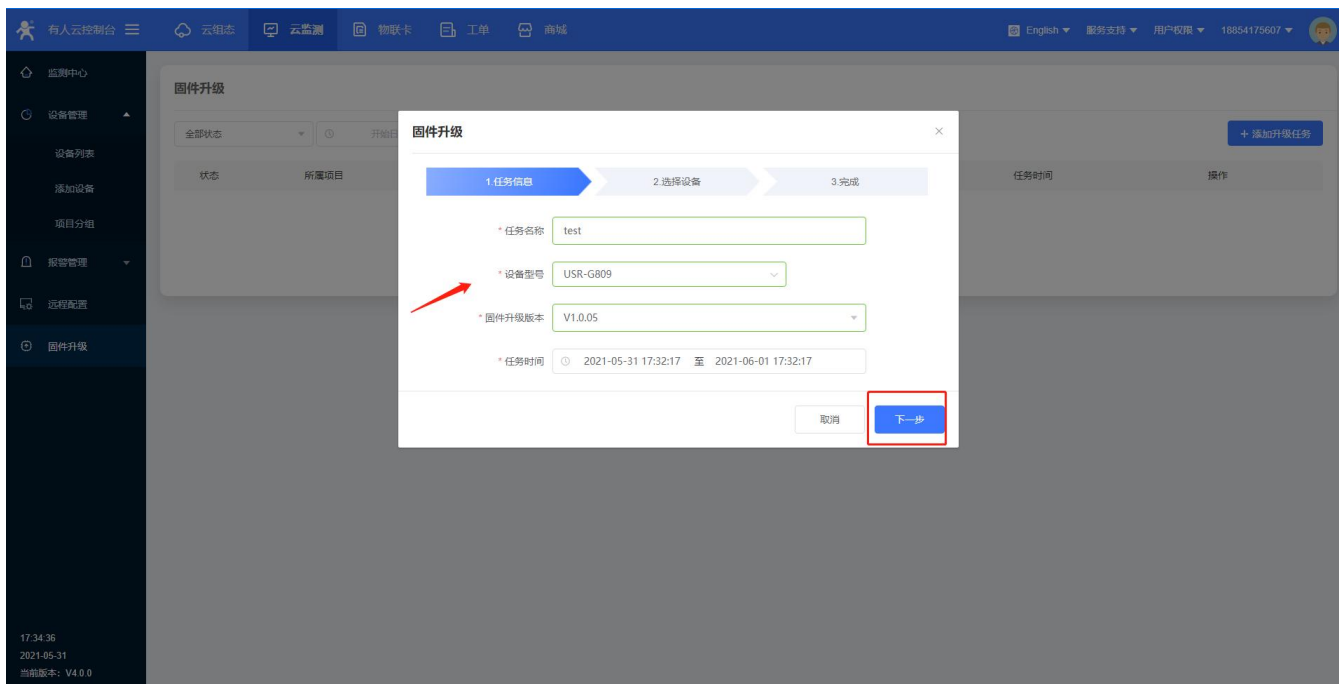 有人云控制台 云组态 云监测 物联卡 工单 商城 English 服务支持 用户权限 18854175607
监测中心
设备管理
设备列表
添加设备
项目分组
报警管理
远程配置
固件升级
17:34:36
2021-05-31
当前版本：V4.0.0
固件升级
全部状态 开始日 添加升级任务
状态 所属项目 任务时间 操作
固件升级
1.任务信息 2.选择设备 3.完成
* 任务名称 test
* 设备型号 USR-G809
* 固件升级版本 V1.0.05
* 任务时间 2021-05-31 17:32:17 至 2021-06-01 17:32:17
取消 下一步